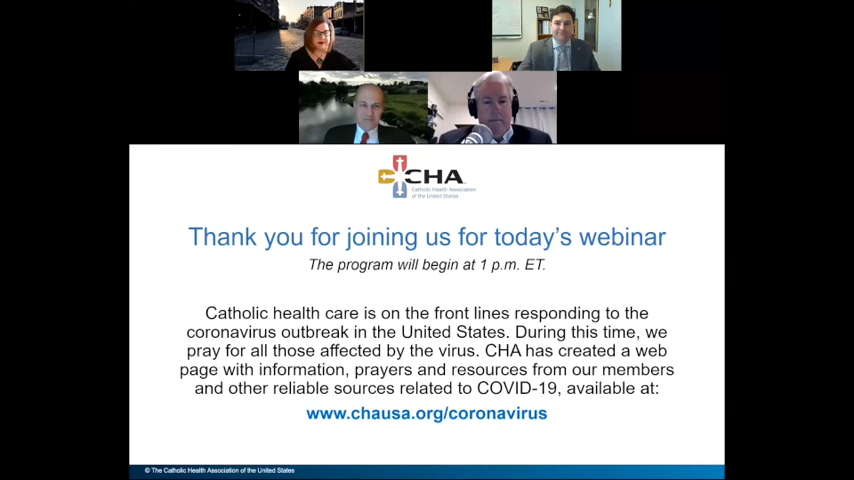 CHA
Catholic Health Association
of the United States
Thank you for joining us for today's webinar
The program will begin at 1 p.m. ET.
Catholic health care is on the front lines responding to the
coronavirus outbreak in the United States. During this time, we
pray for all those affected by the virus. CHA has created a web
page with information, prayers and resources from our members
and other reliable sources related to COVID-19, available at:
www.chausa.org/coronavirus
© The Catholic Health Association of the United States